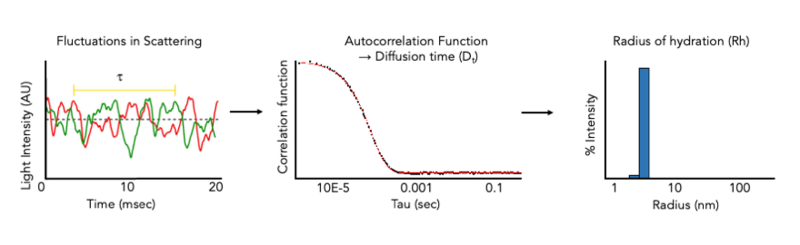 Fluctuations in Scattering
τ
Light Intensity (AU)
0 10 20
Time (msec)
Autocorrelation Function
→ Diffusion time (Dₜ)
Correlation function
10E-5 0.001 0.1
Tau (sec)
Radius of hydration (Rh)
% Intensity
1 10 100
Radius (nm)